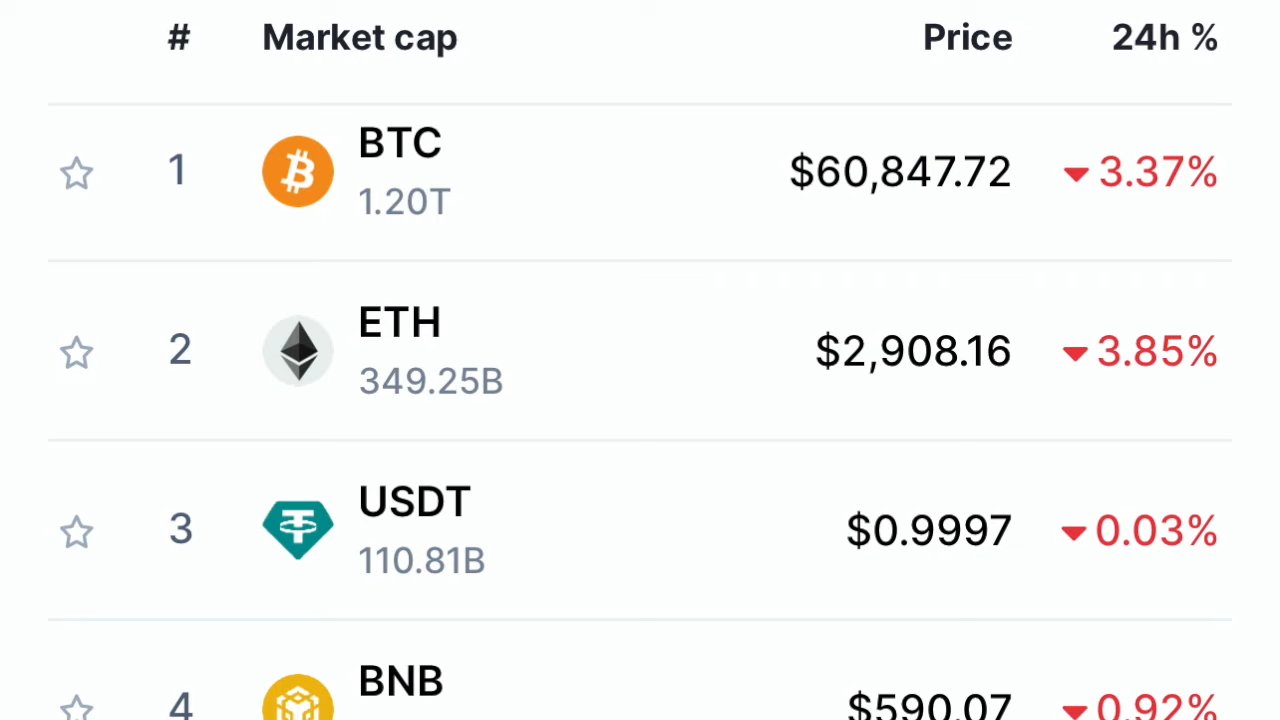 # Market cap Price 24h %
1 BTC $60,847.72 3.37%
1.20T
2 ETH $2,908.16 3.85%
349.25B
3 USDT $0.9997 0.03%
110.81B
4 BNB $590.07 0.92%